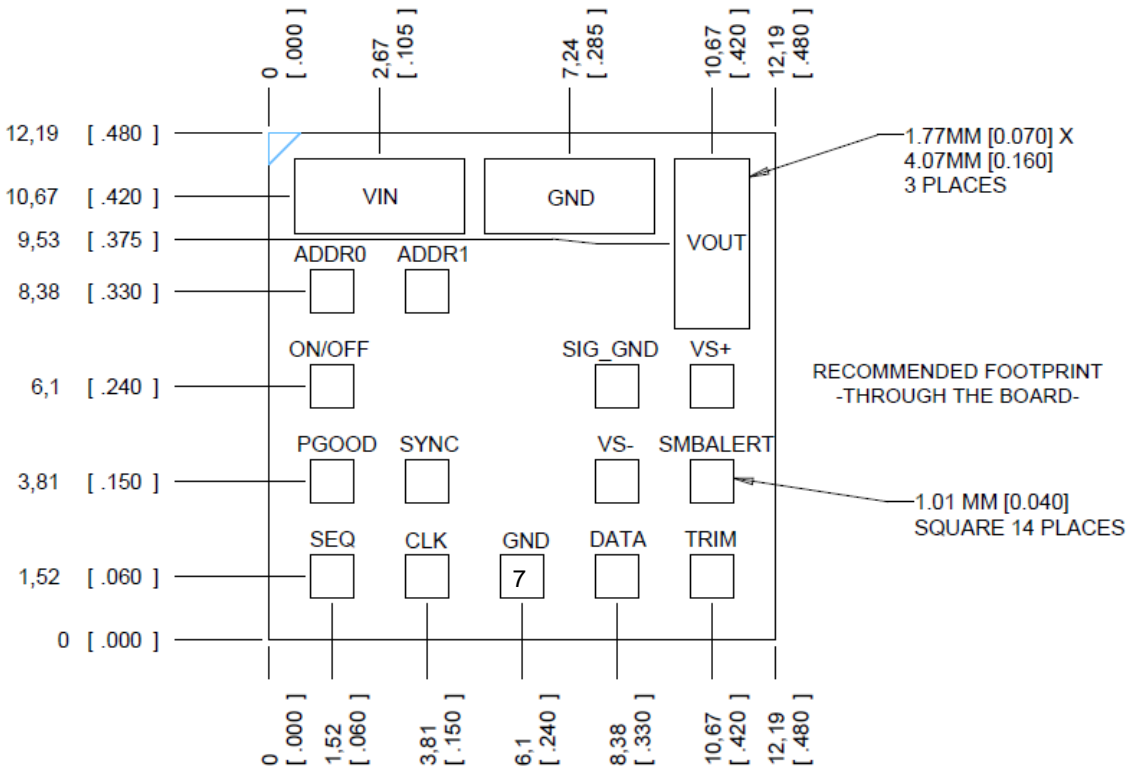 0
[ .000 ]
2,67
[ .105 ]
7,24
[ .285 ]
10,67
[ .420 ]
12,19
[ .480 ]
12,19 [ .480 ]
1.77MM [0.070] X
4.07MM [0.160]
3 PLACES
10,67 [ .420 ]
VIN
GND
9,53 [ .375 ]
VOUT
ADDR0 ADDR1
8,38 [ .330 ]
ON/OFF SIG_GND VS+
6,1 [ .240 ]
RECOMMENDED FOOTPRINT
-THROUGH THE BOARD-
PGOOD SYNC VS- SMBALERT
3,81 [ .150 ]
1.01 MM [0.040]
SQUARE 14 PLACES
SEQ CLK GND DATA TRIM
1,52 [ .060 ]
7
0 [ .000 ]
0
[ .000 ]
1,52
[ .060 ]
3,81
[ .150 ]
6,1
[ .240 ]
8,38
[ .330 ]
10,67
[ .420 ]
12,19
[ .480 ]